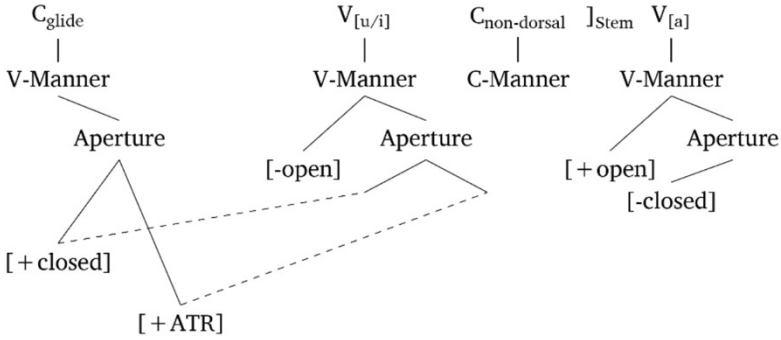 C_glide V_[u/i] C_non-dorsal ]_Stem V_[a]
V-Manner V-Manner C-Manner V-Manner
Aperture Aperture Aperture
[-open] [+open]
[-closed]
[+closed]
[+ATR]